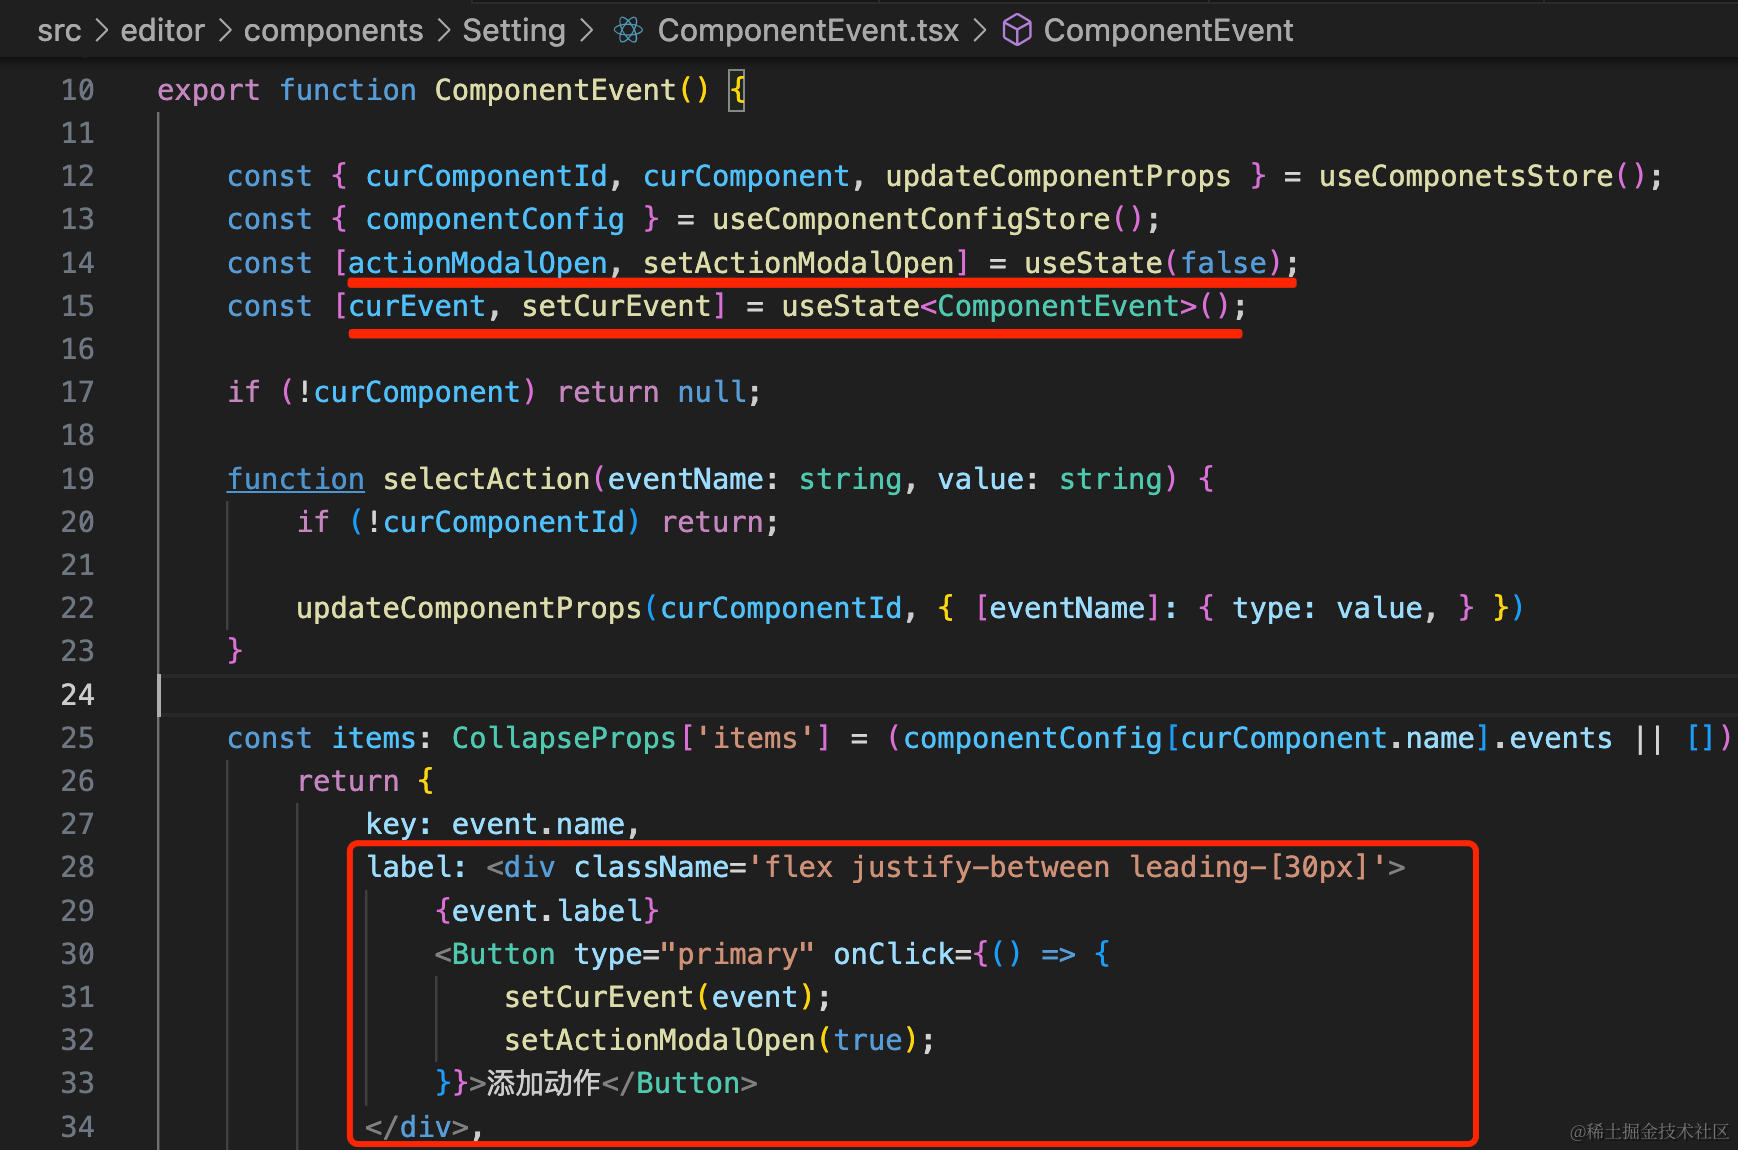 src > editor > components > Setting > ComponentEvent.tsx > ComponentEvent
10 export function ComponentEvent() {
11
12 const { curComponentId, curComponent, updateComponentProps } = useComponetsStore();
13 const { componentConfig } = useComponentConfigStore();
14 const [actionModalOpen, setActionModalOpen] = useState(false);
15 const [curEvent, setCurEvent] = useState<ComponentEvent>();
16
17 if (!curComponent) return null;
18
19 function selectAction(eventName: string, value: string) {
20 if (!curComponentId) return;
21
22 updateComponentProps(curComponentId, { [eventName]: { type: value, } })
23 }
24
25 const items: CollapseProps['items'] = (componentConfig[curComponent.name].events || [])
26 return {
27 key: event.name,
28 label: <div className='flex justify-between leading-[30px]'>
29 {event.label}
30 <Button type="primary" onClick={() => {
31 setCurEvent(event);
32 setActionModalOpen(true);
33 }}>添加动作</Button>
34 </div>,
@稀土掘金技术社区